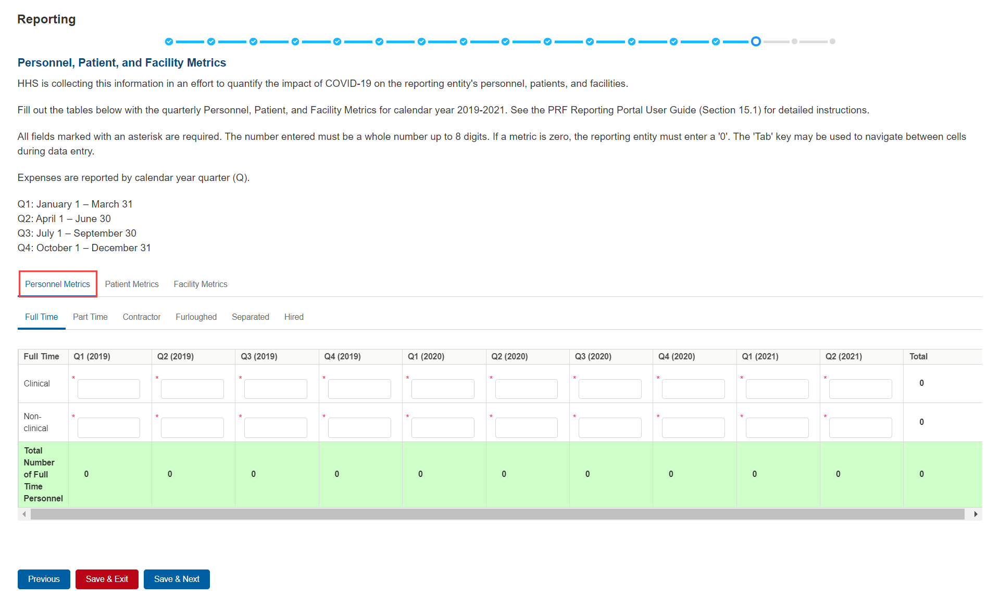 Reporting
Personnel, Patient, and Facility Metrics
HHS is collecting this information in an effort to quantify the impact of COVID-19 on the reporting entity's personnel, patients, and facilities.
Fill out the tables below with the quarterly Personnel, Patient, and Facility Metrics for calendar year 2019-2021. See the PRF Reporting Portal User Guide (Section 15.1) for detailed instructions.
All fields marked with an asterisk are required. The number entered must be a whole number up to 8 digits. If a metric is zero, the reporting entity must enter a '0'. The 'Tab' key may be used to navigate between cells
during data entry.
Expenses are reported by calendar year quarter (Q).
Q1: January 1 – March 31
Q2: April 1 – June 30
Q3: July 1 – September 30
Q4: October 1 – December 31
Personnel Metrics Patient Metrics Facility Metrics
Full Time Part Time Contractor Furloughed Separated Hired
Full Time Q1 (2019) Q2 (2019) Q3 (2019) Q4 (2019) Q1 (2020) Q2 (2020) Q3 (2020) Q4 (2020) Q1 (2021) Q2 (2021) Total
* * * * * * * * * *
Clinical 0
* * * * * * * * * *
Non-
clinical 0
Total
Number
of Full 0 0 0 0 0 0 0 0 0 0 0
Time
Personnel
Previous Save & Exit Save & Next